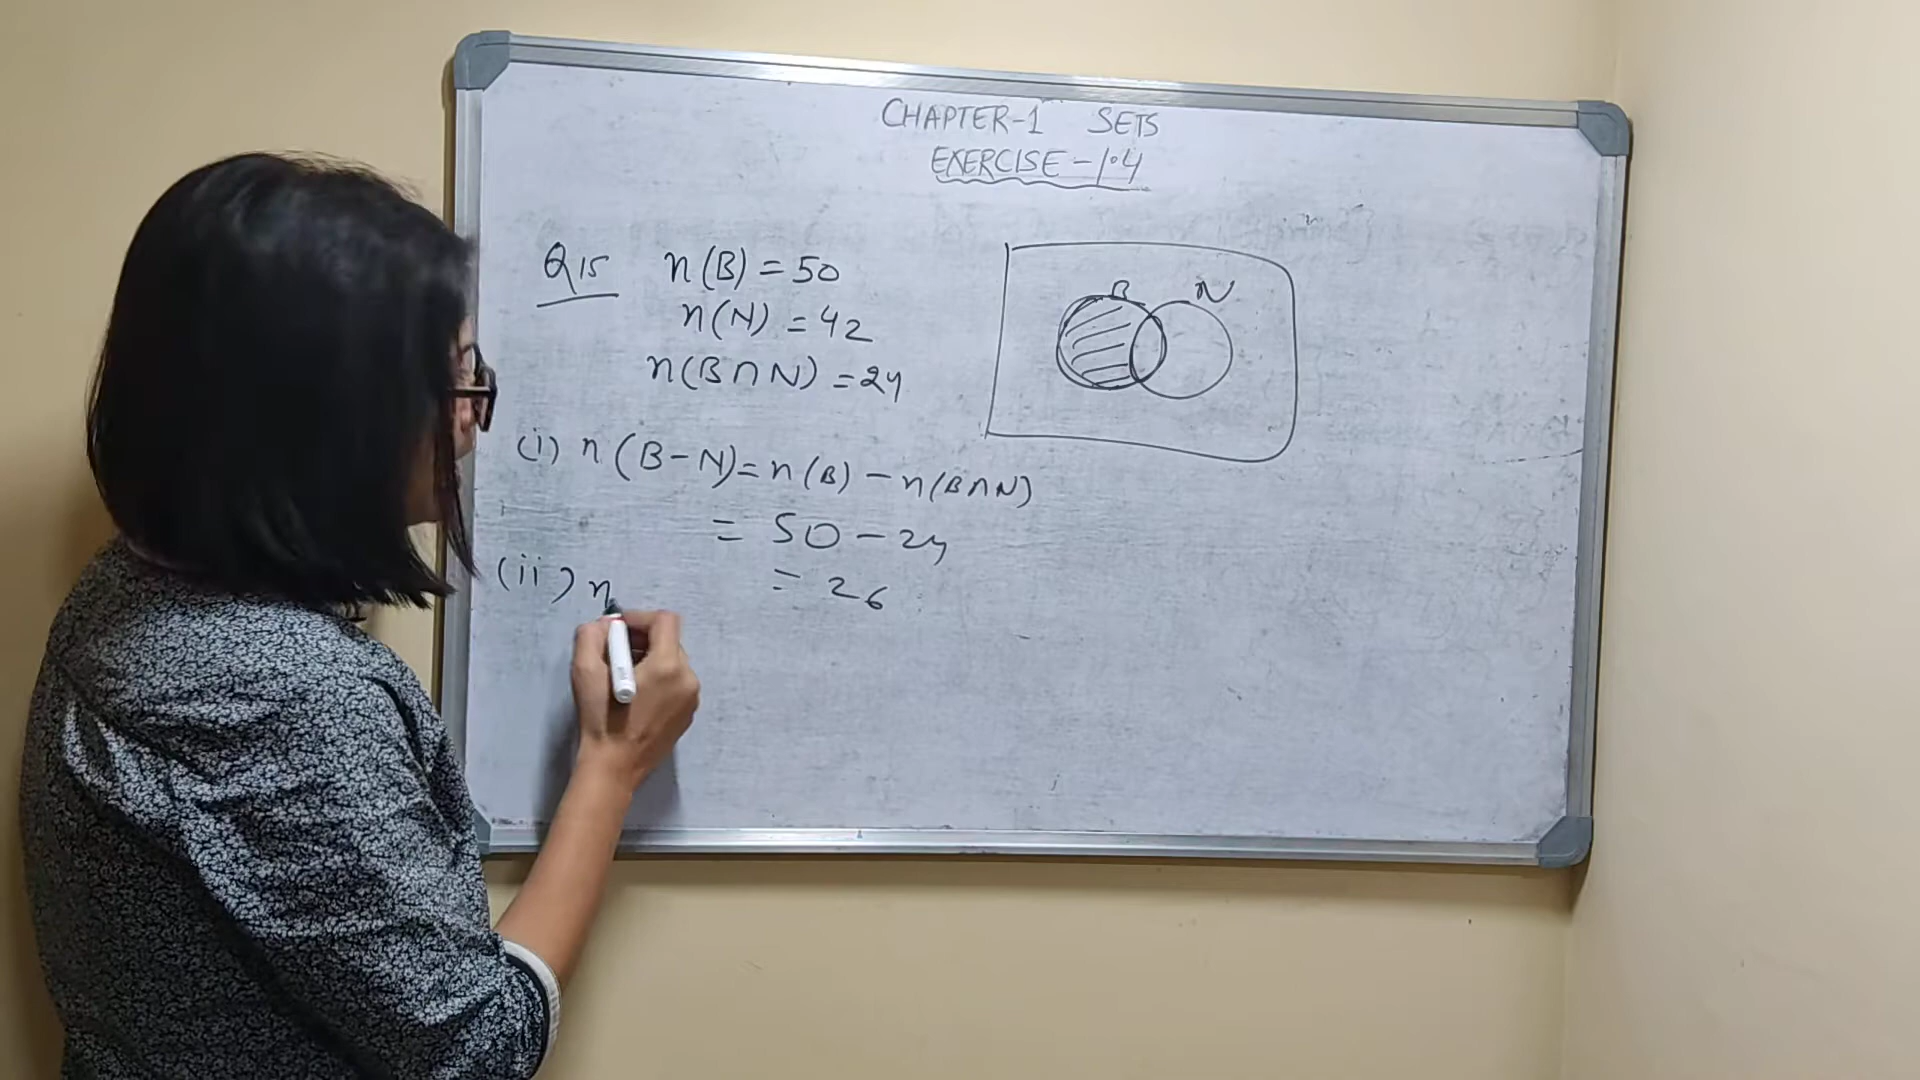 CHAPTER-1 SETS
EXERCISE-1.4
Q15 n(B) = 50
n(N) = 42
n(B∩N) = 24
B N
(i) n(B-N) = n(B) - n(B∩N)
= 50 - 24
= 26
(ii) n